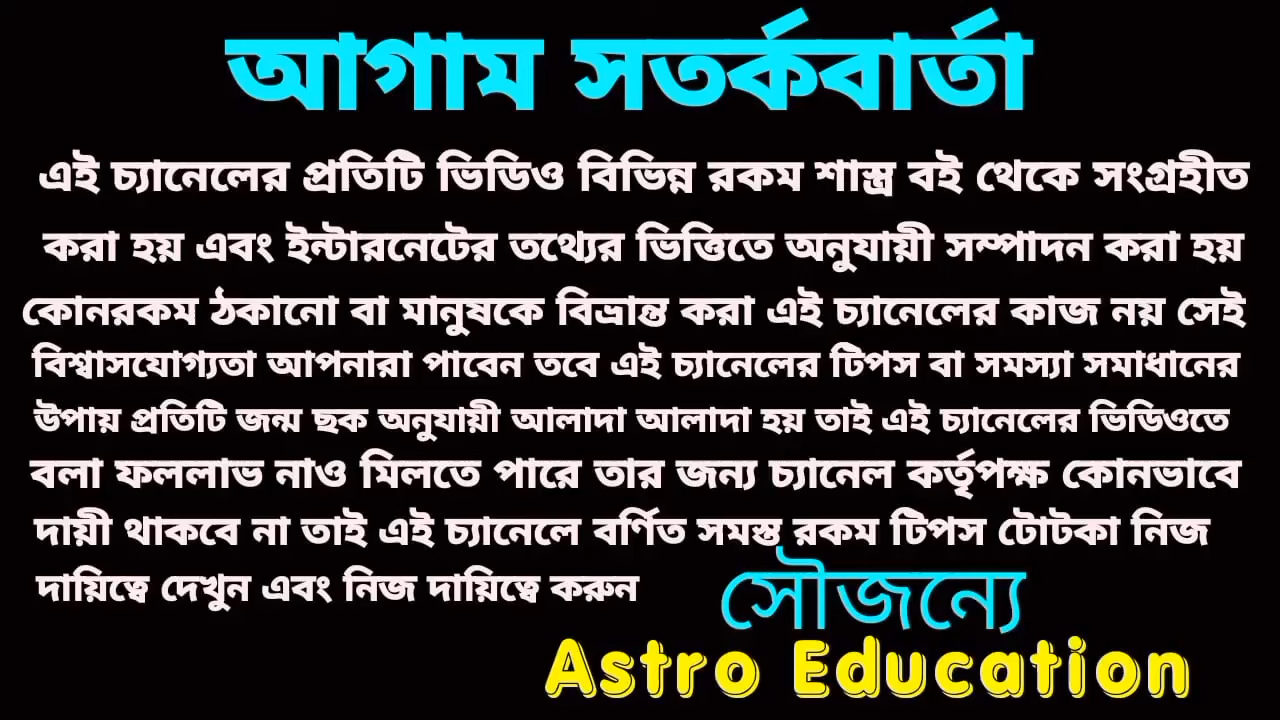 আগাম সতর্কবার্তা
এই চ্যানেলের প্রতিটি ভিডিও বিভিন্ন রকম শাস্ত্র বই থেকে সংগ্রহীত
করা হয় এবং ইন্টারনেটের তথ্যের ভিত্তিতে অনুযায়ী সম্পাদন করা হয়
কোনরকম ঠকানো বা মানুষকে বিভ্রান্ত করা এই চ্যানেলের কাজ নয় সেই
বিশ্বাসযোগ্যতা আপনারা পাবেন তবে এই চ্যানেলের টিপস বা সমস্যা সমাধানের
উপায় প্রতিটি জন্ম ছক অনুযায়ী আলাদা আলাদা হয় তাই এই চ্যানেলের ভিডিওতে
বলা ফললাভ নাও মিলতে পারে তার জন্য চ্যানেল কর্তৃপক্ষ কোনভাবে
দায়ী থাকবে না তাই এই চ্যানেলে বর্ণিত সমস্ত রকম টিপস টোটকা নিজ
দায়িত্বে দেখুন এবং নিজ দায়িত্বে করুন
সৌজন্যে
Astro Education